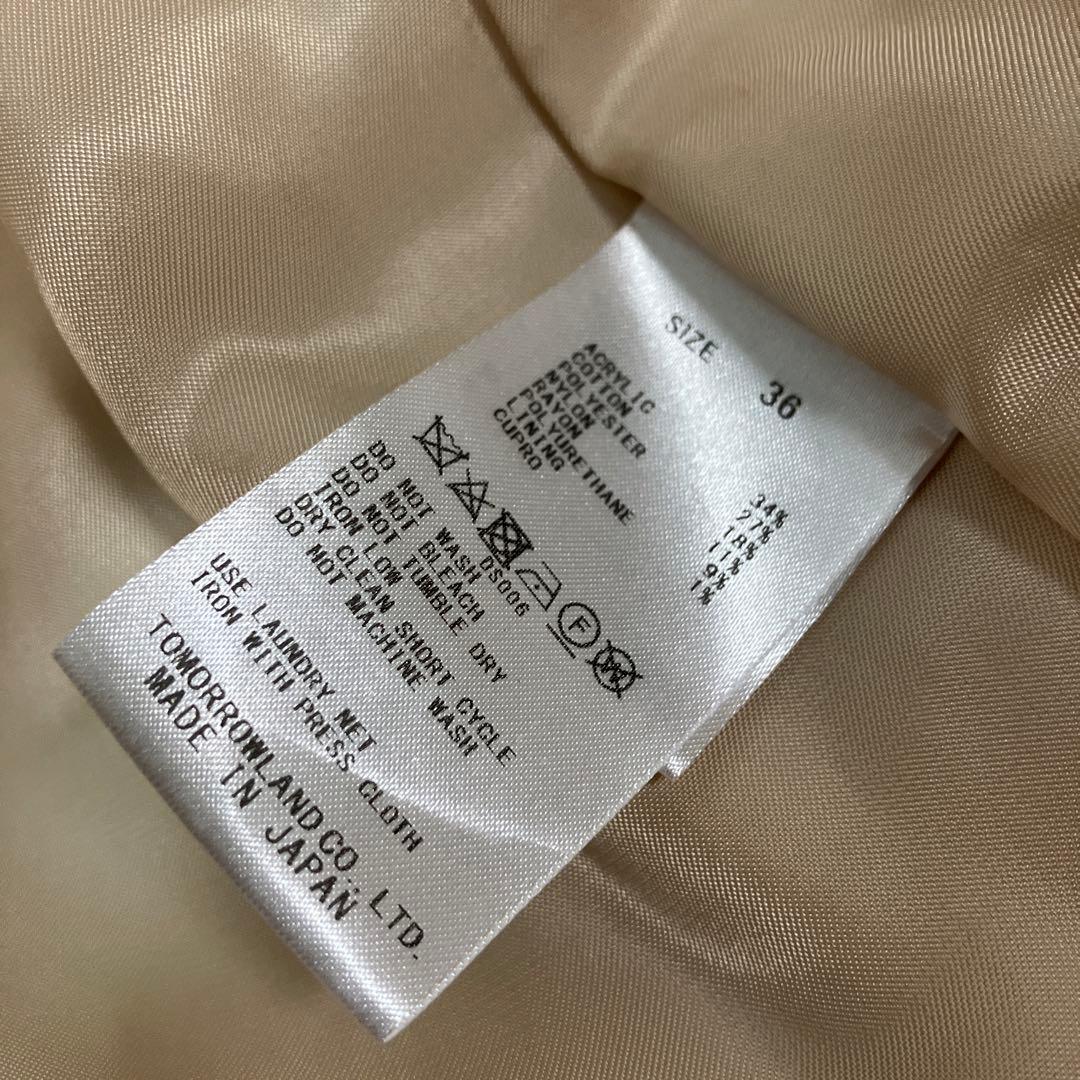 SIZE 36
ACRYLIC 34%
COTTON 27%
POLYESTER 18%
NYLON 11%
RAYON 9%
POLYURETHANE 1%
LINING
CUPRO
F
W
DS006
DO NOT WASH
DO NOT BLEACH
DO NOT TUMBLE DRY
IRON LOW
DRY CLEAN SHORT CYCLE
DO NOT MACHINE WASH
USE LAUNDRY NET
IRON WITH PRESS CLOTH
TOMORROWLAND CO., LTD.
MADE IN JAPAN